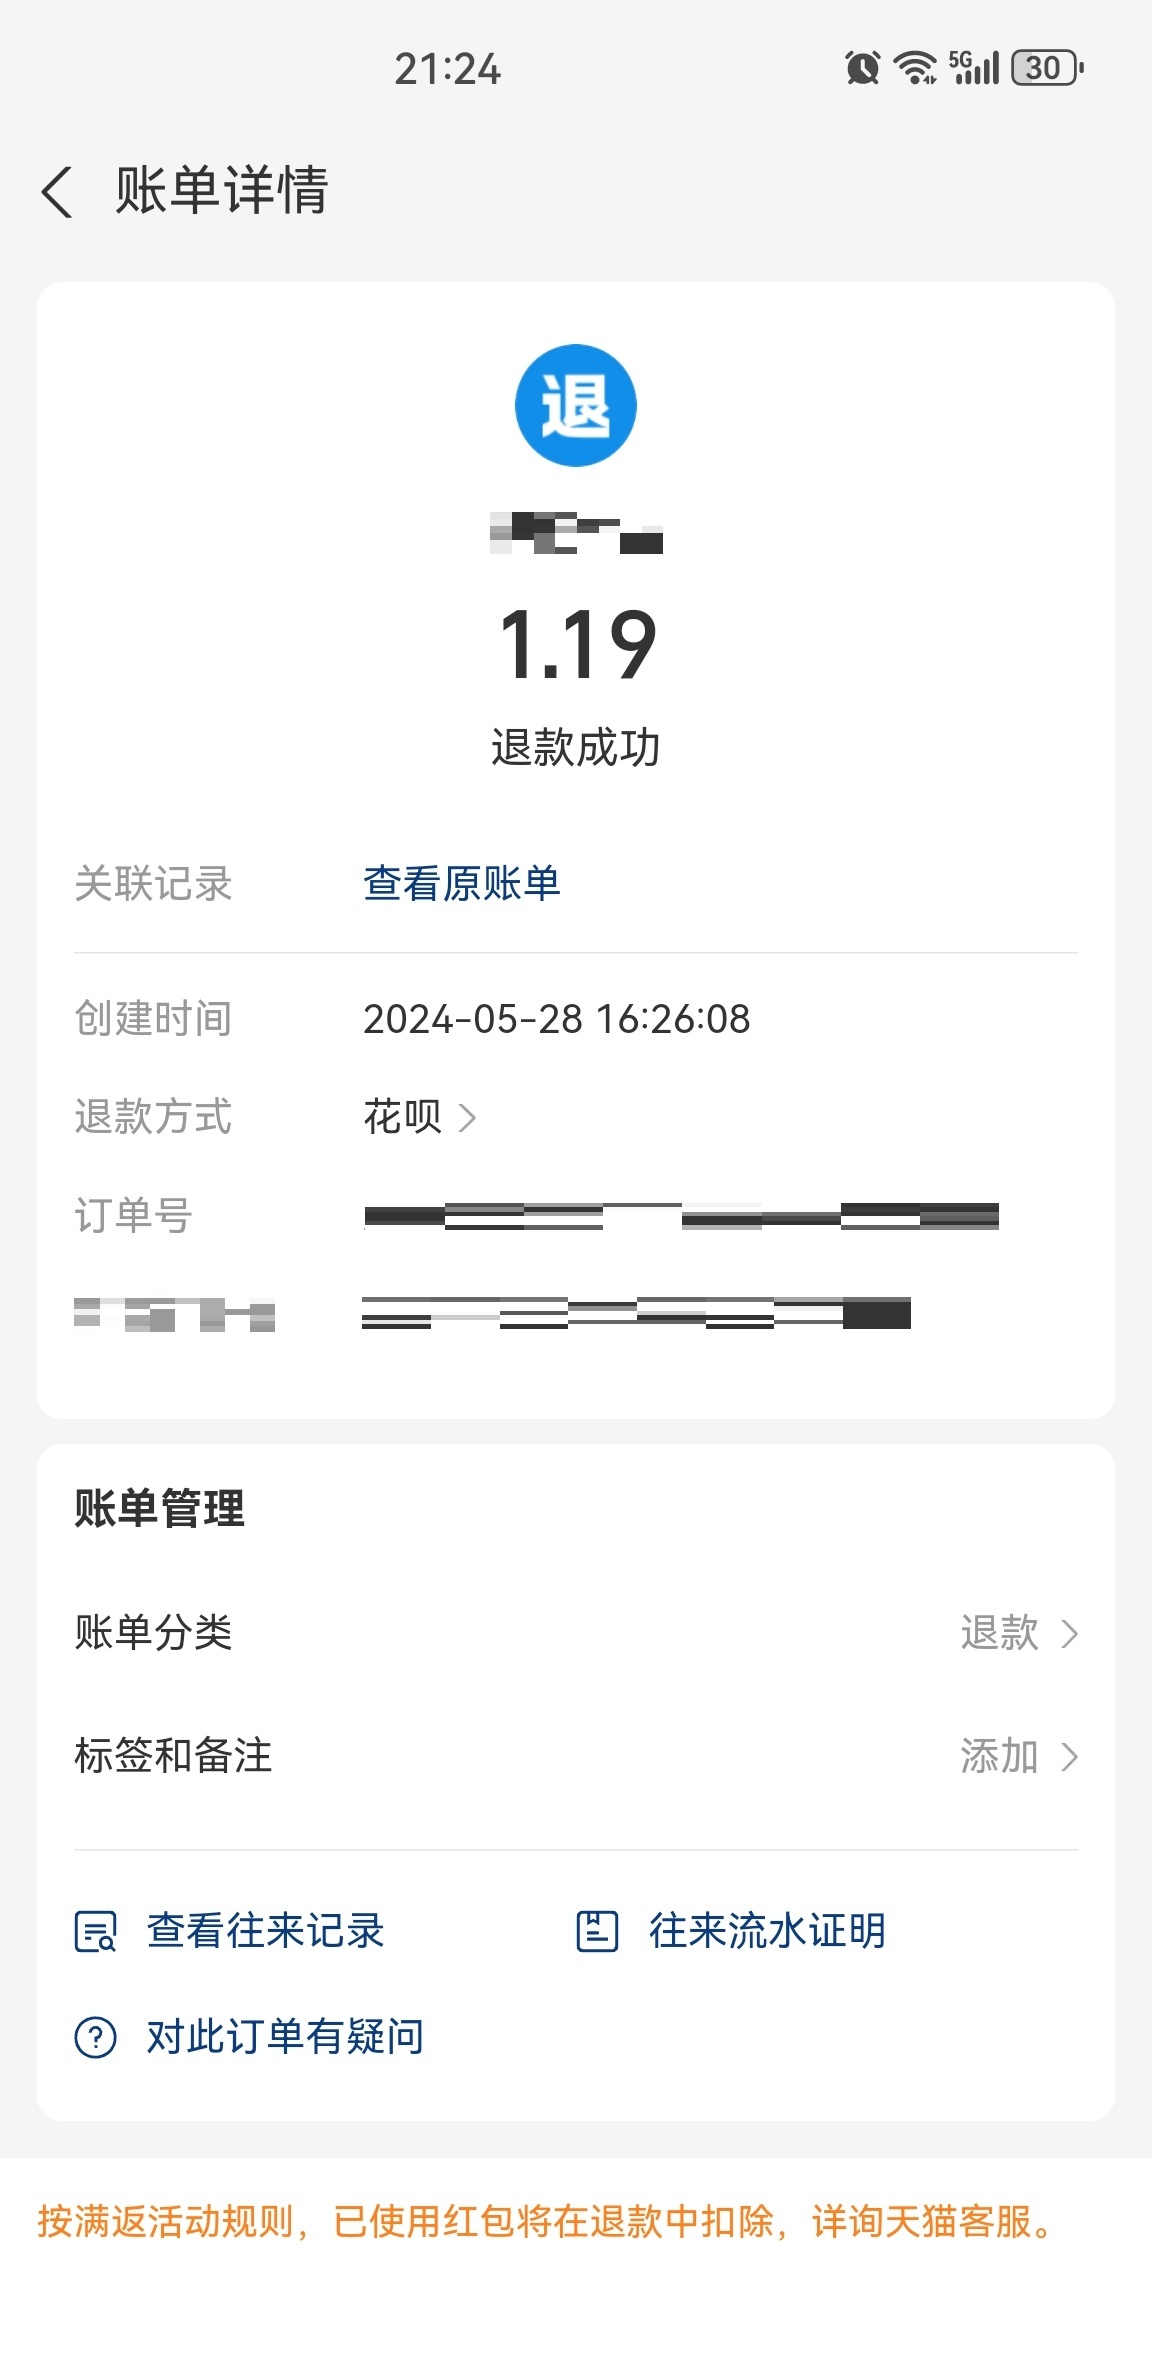 21:24
5G
30
账单详情
退
1.19
退款成功
关联记录 查看原账单
创建时间 2024-05-28 16:26:08
退款方式 花呗
订单号
账单管理
账单分类 退款
标签和备注 添加
查看往来记录 往来流水证明
对此订单有疑问
按满返活动规则，已使用红包将在退款中扣除，详询天猫客服。